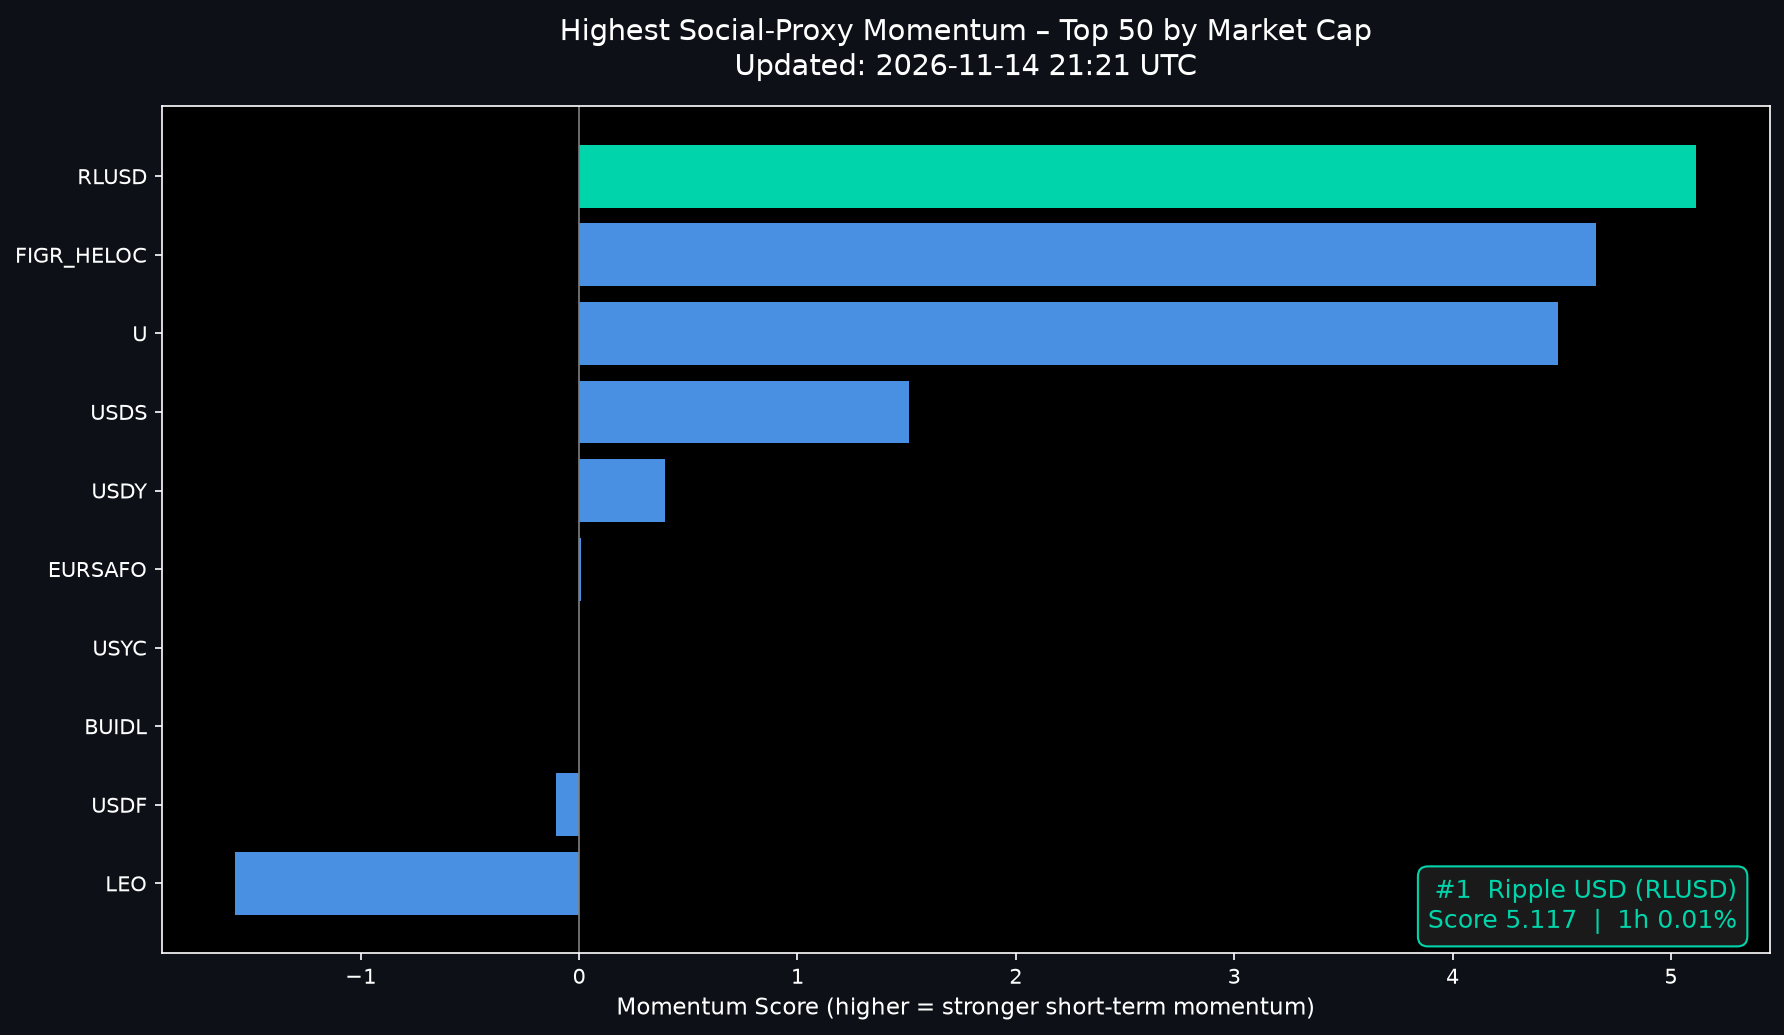 Highest Social-Proxy Momentum – Top 50 by Market Cap
Updated: 2026-11-14 21:21 UTC
RLUSD
FIGR_HELOC
U
USDS
USDY
EURSAFO
USYC
BUIDL
USDF
LEO
#1  Ripple USD (RLUSD)
Score 5.117  |  1h 0.01%
−1 0 1 2 3 4 5
Momentum Score (higher = stronger short-term momentum)